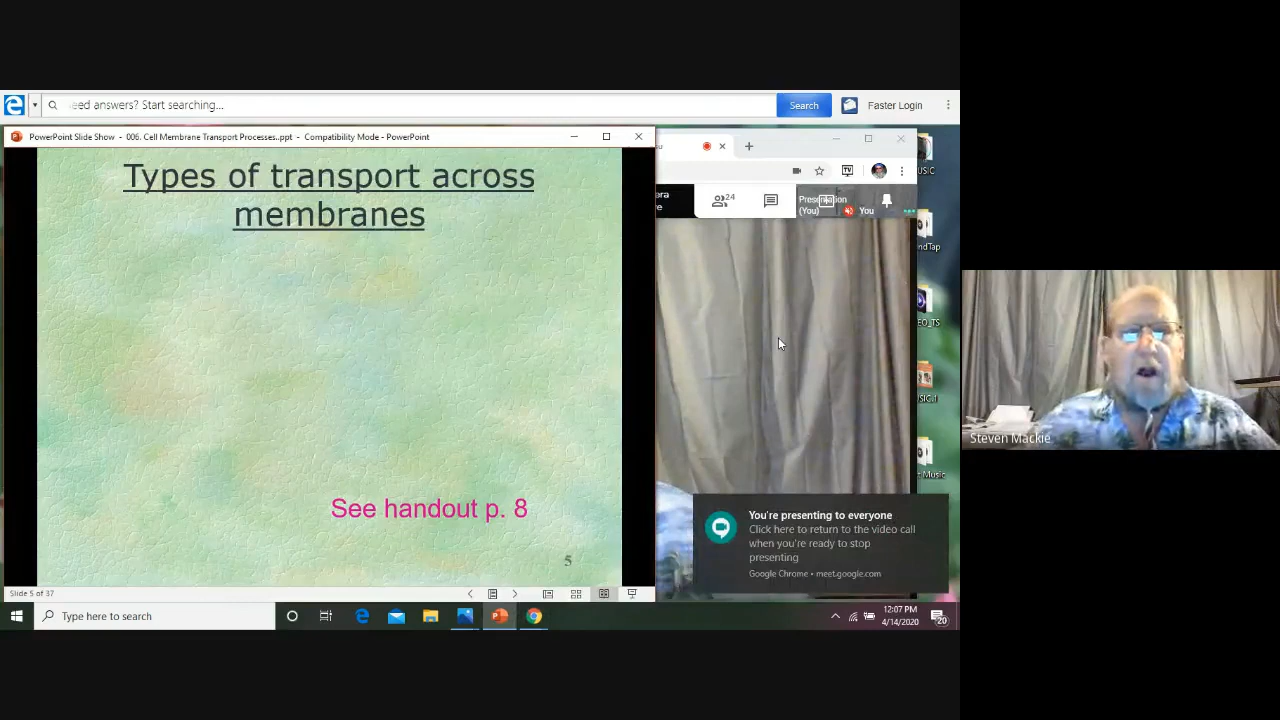 eed answers? Start searching...
Search
Faster Login
PowerPoint Slide Show - 006. Cell Membrane Transport Processes..ppt - Compatibility Mode - PowerPoint
Types of transport across
membranes
See handout p. 8
5
Slide 5 of 37
24
Presentation
(You)
You
TV
You're presenting to everyone
Click here to return to the video call
when you're ready to stop
presenting
Google Chrome • meet.google.com
Type here to search
12:07 PM
4/14/2020
20
Steven Mackie